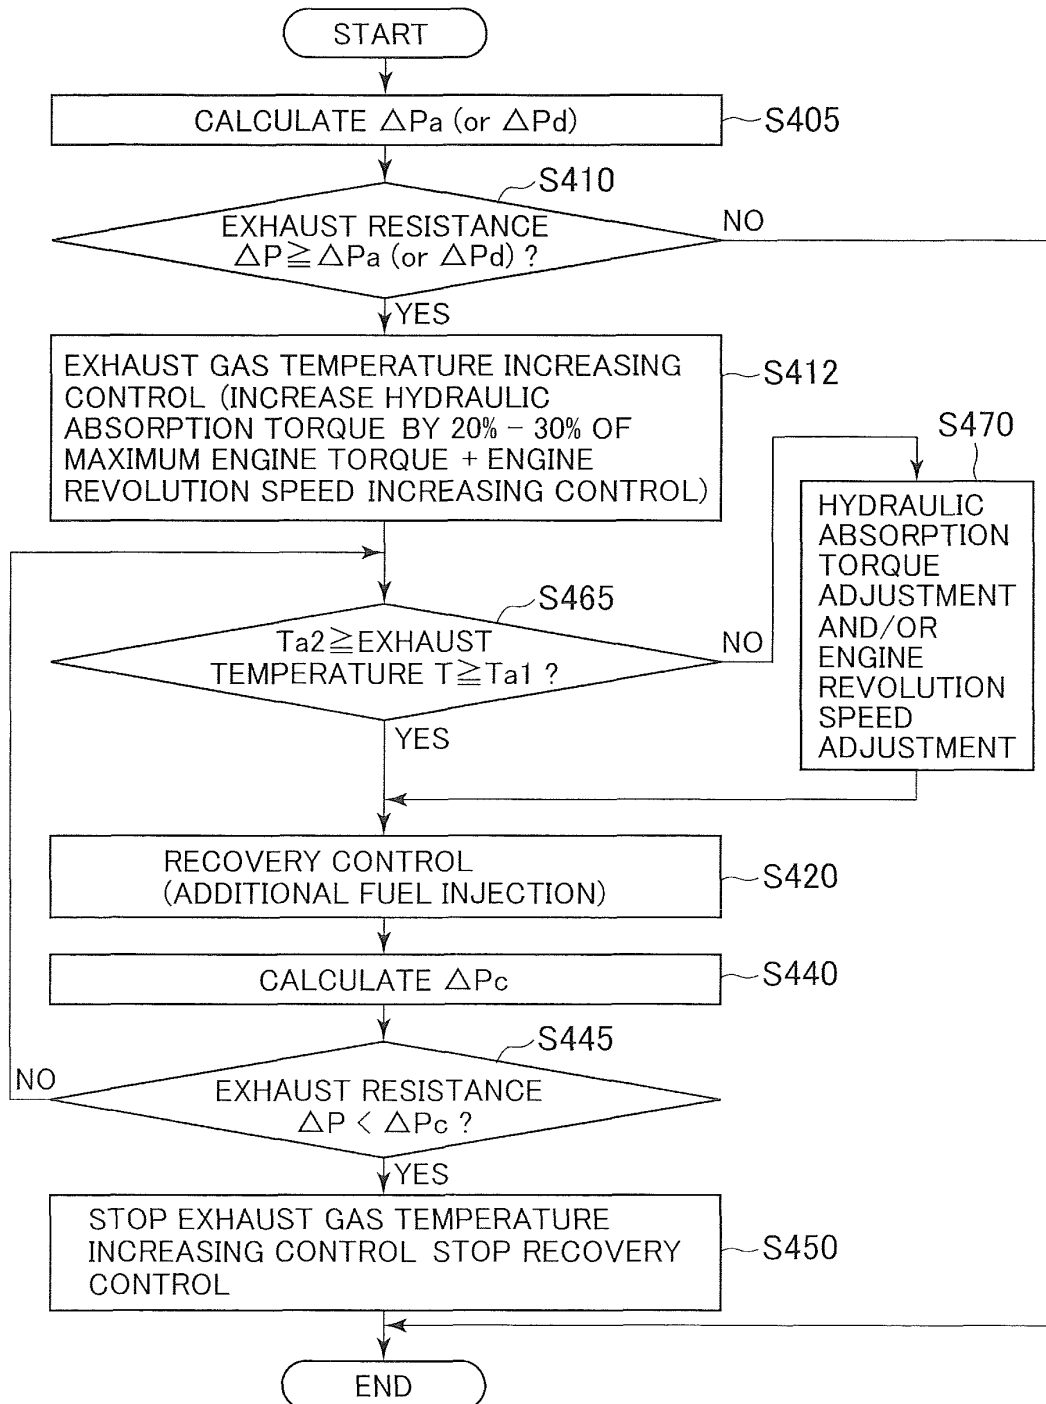 START
CALCULATE △Pa (or △Pd)
S405
S410
EXHAUST RESISTANCE
△P≧△Pa (or △Pd) ?
NO
YES
EXHAUST GAS TEMPERATURE INCREASING
CONTROL (INCREASE HYDRAULIC
ABSORPTION TORQUE BY 20% – 30% OF
MAXIMUM ENGINE TORQUE + ENGINE
REVOLUTION SPEED INCREASING CONTROL)
S412
S470
HYDRAULIC
ABSORPTION
TORQUE
ADJUSTMENT
AND/OR
ENGINE
REVOLUTION
SPEED
ADJUSTMENT
S465
Ta2≧EXHAUST
TEMPERATURE T≧Ta1 ?
NO
YES
RECOVERY CONTROL
(ADDITIONAL FUEL INJECTION)
S420
CALCULATE △Pc
S440
S445
EXHAUST RESISTANCE
△P < △Pc ?
NO
YES
STOP EXHAUST GAS TEMPERATURE
INCREASING CONTROL STOP RECOVERY
CONTROL
S450
END